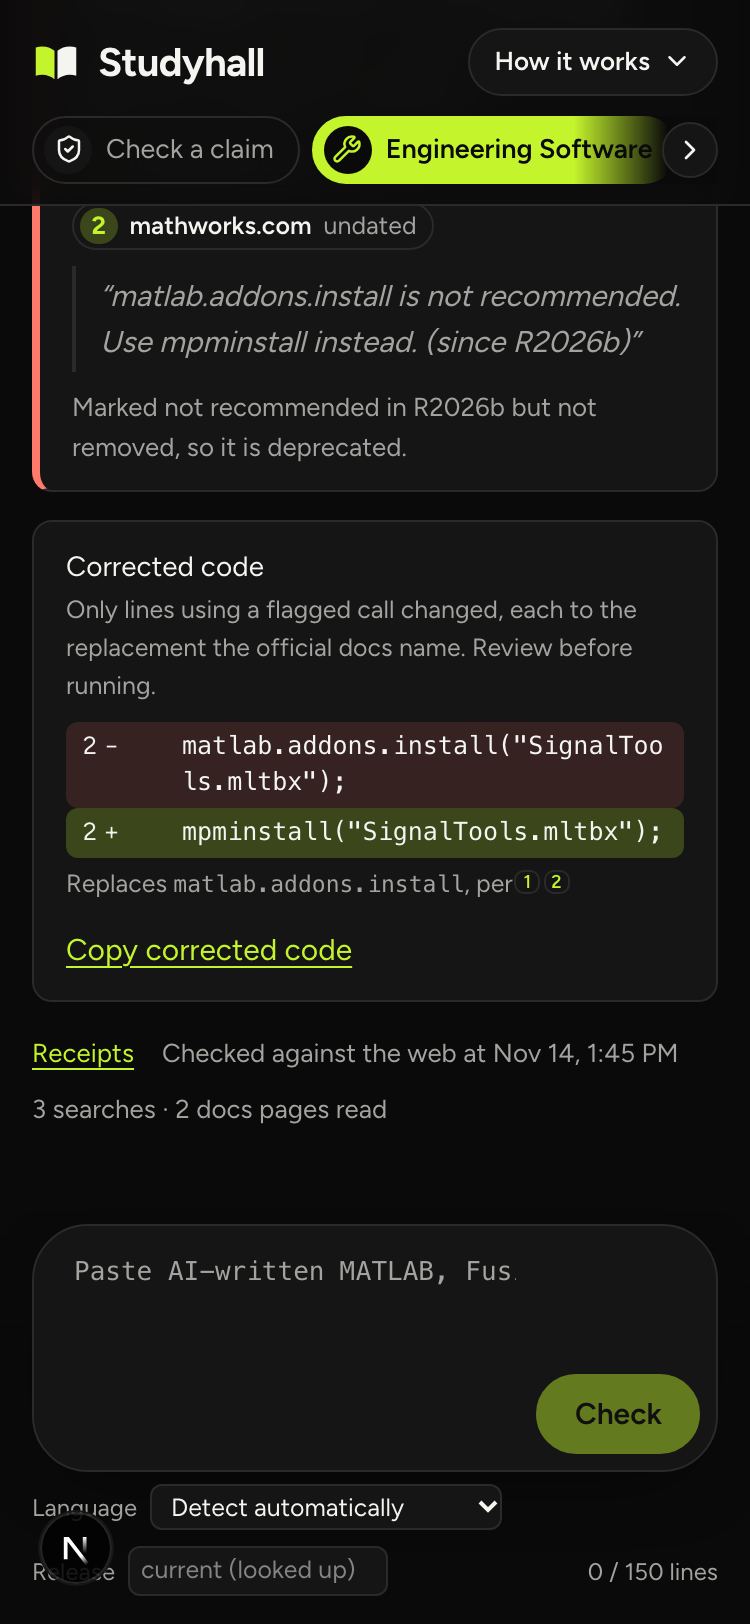 Studyhall
How it works
Check a claim
Engineering Software
2 mathworks.com undated
“matlab.addons.install is not recommended.
Use mpminstall instead. (since R2026b)”
Marked not recommended in R2026b but not
removed, so it is deprecated.
Corrected code
Only lines using a flagged call changed, each to the
replacement the official docs name. Review before
running.
2 - matlab.addons.install("SignalToo
ls.mltbx");
2 + mpminstall("SignalTools.mltbx");
Replaces matlab.addons.install, per 1 2
Copy corrected code
Receipts Checked against the web at Nov 14, 1:45 PM
3 searches · 2 docs pages read
Paste AI-written MATLAB, Fus
Check
Language Detect automatically
N
Release current (looked up) 0 / 150 lines